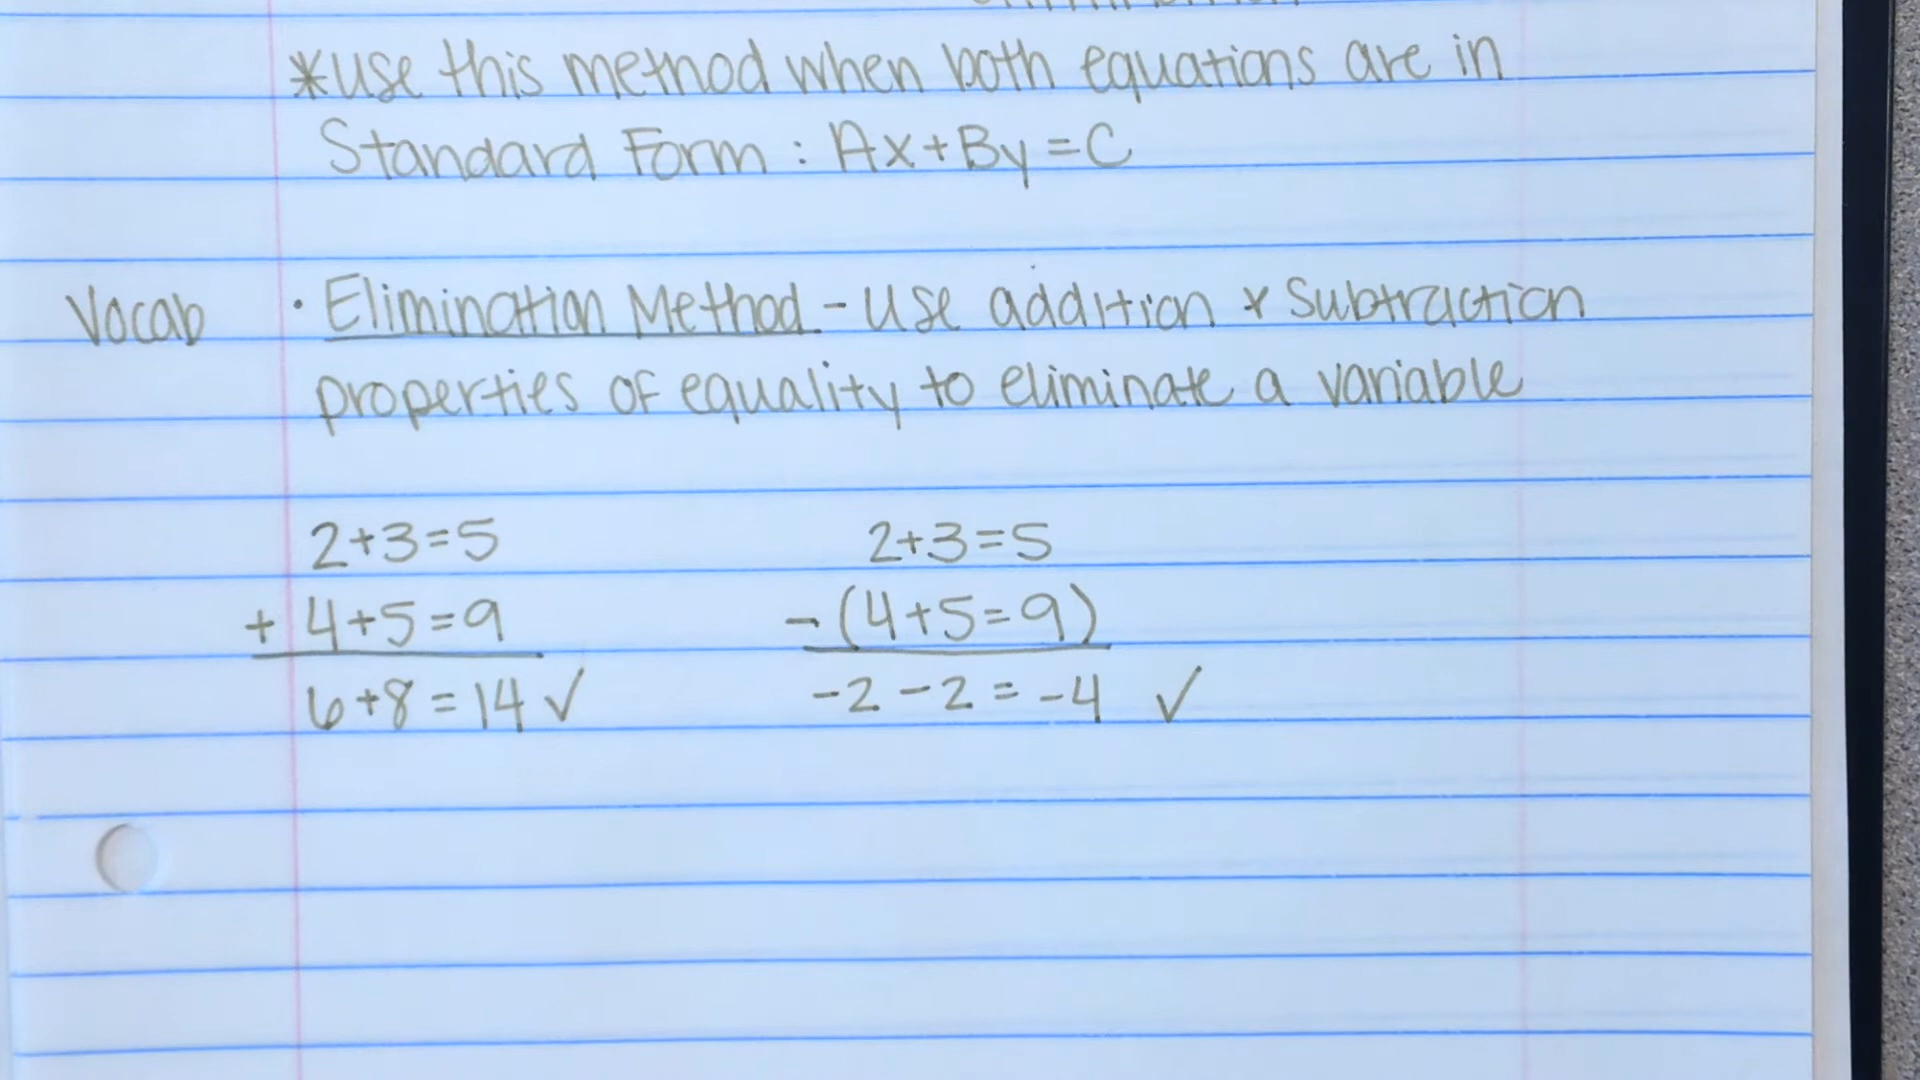 *use this method when both equations are in
Standard Form : Ax+By=C
Vocab · Elimination Method - Use addition & Subtraction
properties of equality to eliminate a variable
2+3=5 2+3=5
+ 4+5=9 -(4+5=9)
6+8=14 ✓ -2-2=-4 ✓